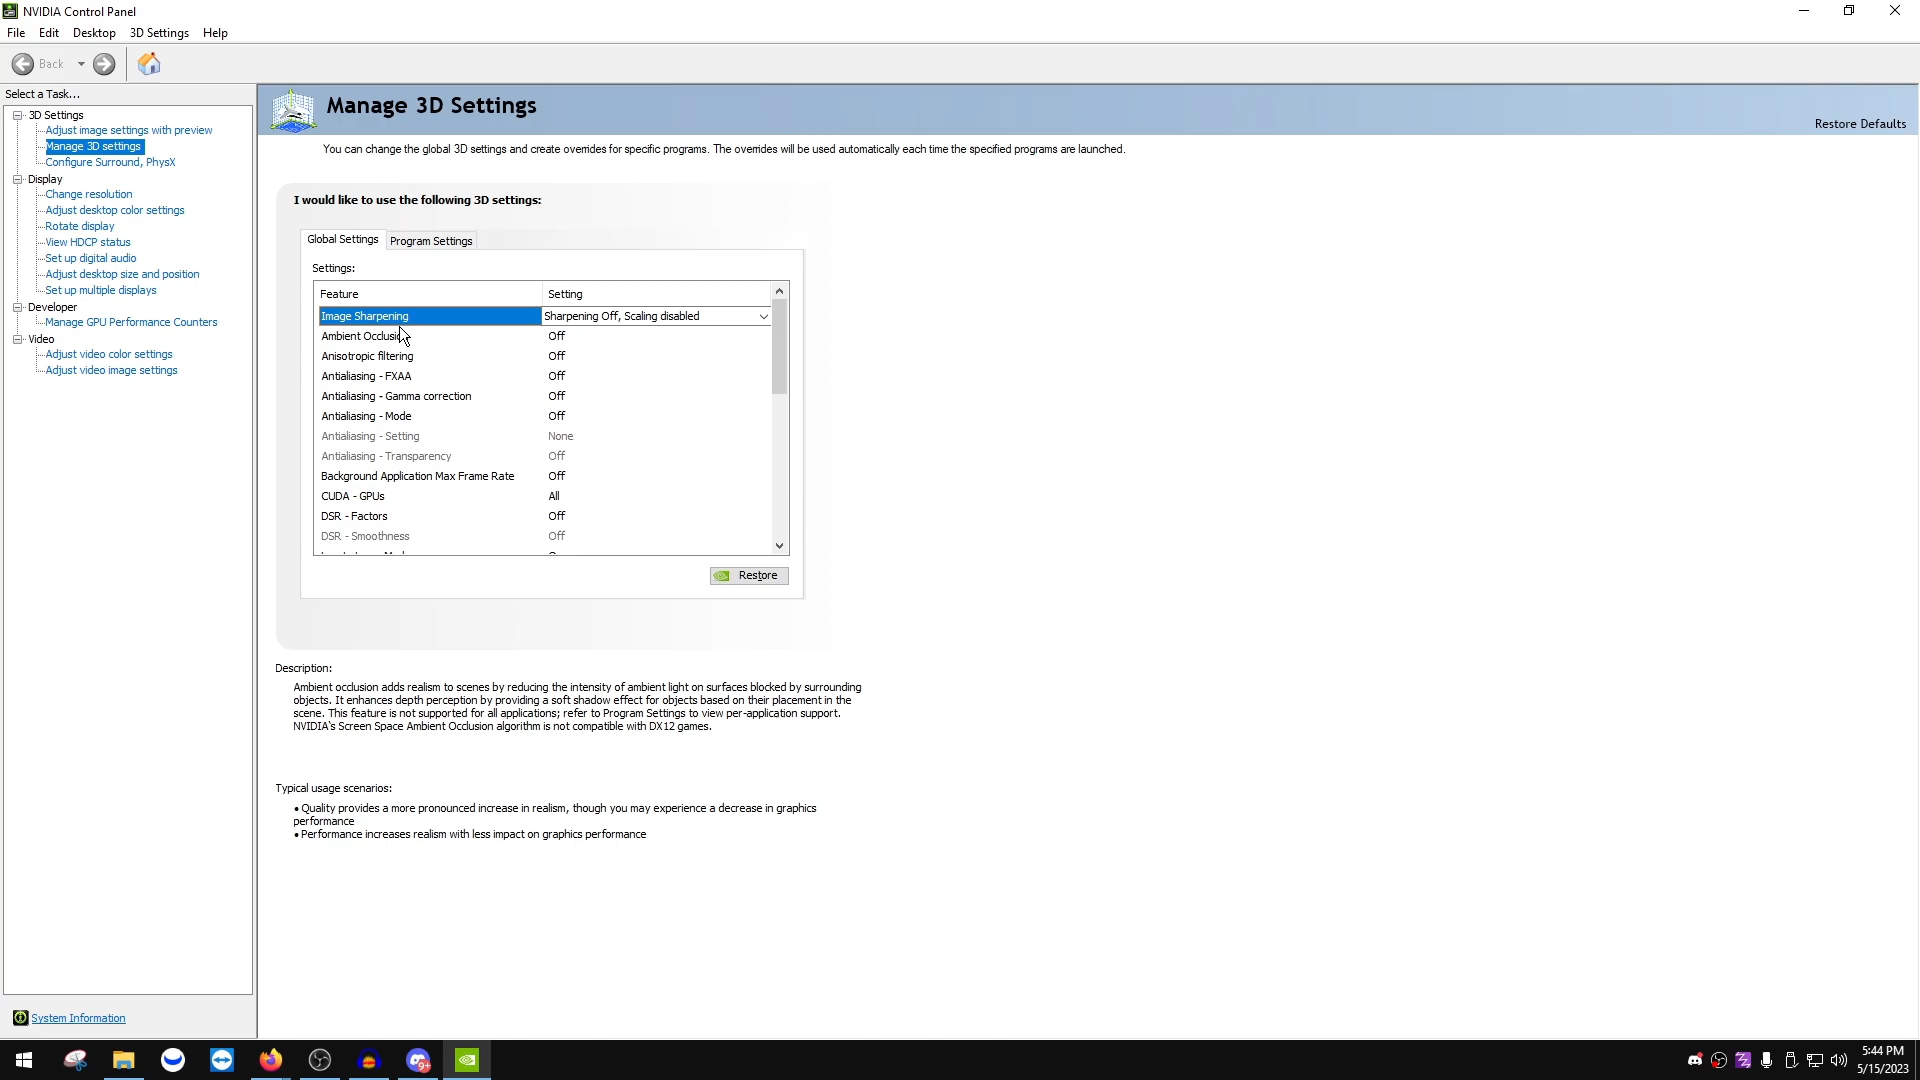 NVIDIA Control Panel
File Edit Desktop 3D Settings Help
Back
Select a Task...
3D Settings
Adjust image settings with preview
Manage 3D settings
Configure Surround, PhysX
Display
Change resolution
Adjust desktop color settings
Rotate display
View HDCP status
Set up digital audio
Adjust desktop size and position
Set up multiple displays
Developer
Manage GPU Performance Counters
Video
Adjust video color settings
Adjust video image settings
System Information
Manage 3D Settings
Restore Defaults
You can change the global 3D settings and create overrides for specific programs. The overrides will be used automatically each time the specified programs are launched.
I would like to use the following 3D settings:
Global Settings Program Settings
Settings:
Feature Setting
Image Sharpening Sharpening Off, Scaling disabled
Ambient Occlusion Off
Anisotropic filtering Off
Antialiasing - FXAA Off
Antialiasing - Gamma correction Off
Antialiasing - Mode Off
Antialiasing - Setting None
Antialiasing - Transparency Off
Background Application Max Frame Rate Off
CUDA - GPUs All
DSR - Factors Off
DSR - Smoothness Off
Restore
Description:
Ambient occlusion adds realism to scenes by reducing the intensity of ambient light on surfaces blocked by surrounding
objects. It enhances depth perception by providing a soft shadow effect for objects based on their placement in the
scene. This feature is not supported for all applications; refer to Program Settings to view per-application support.
NVIDIA's Screen Space Ambient Occlusion algorithm is not compatible with DX12 games.
Typical usage scenarios:
• Quality provides a more pronounced increase in realism, though you may experience a decrease in graphics
performance
• Performance increases realism with less impact on graphics performance
9+
5:44 PM
5/15/2023